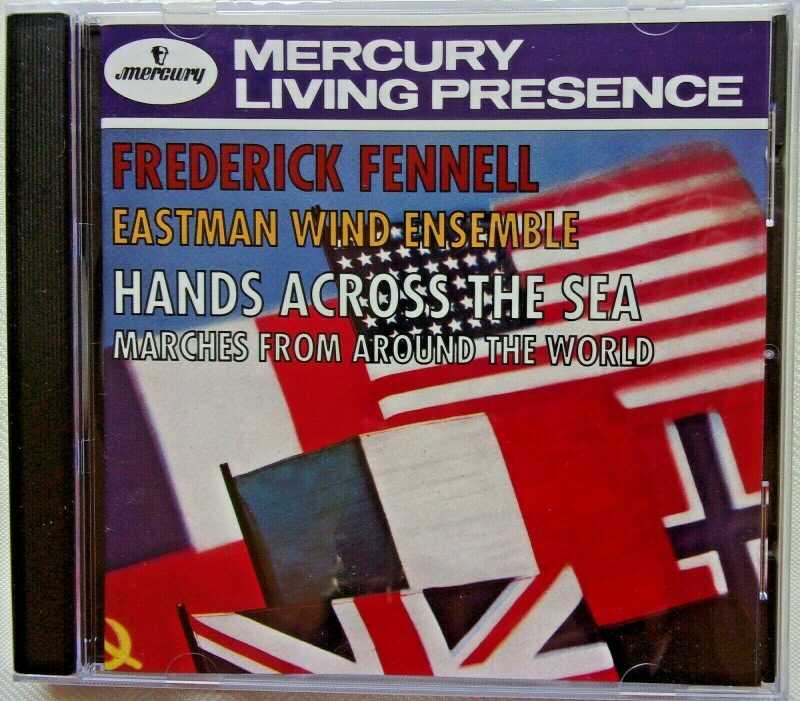 mercury
MERCURY
LIVING PRESENCE
FREDERICK FENNELL
EASTMAN WIND ENSEMBLE
HANDS ACROSS THE SEA
MARCHES FROM AROUND THE WORLD